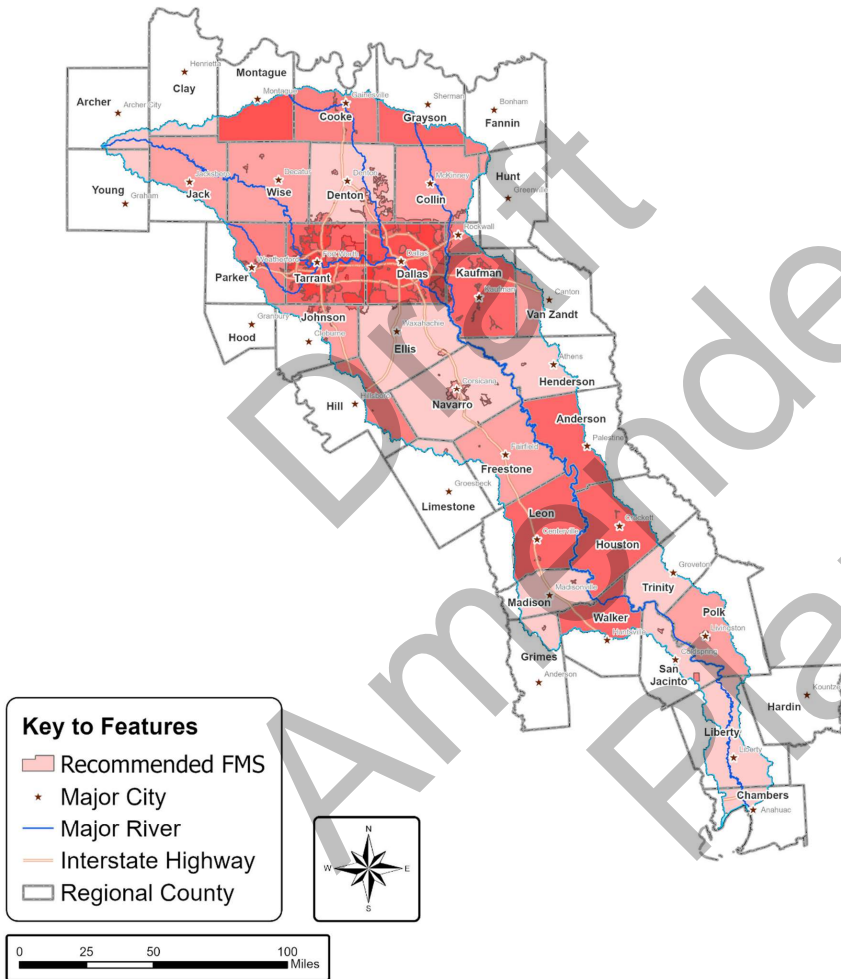 Henrietta
Montague
Clay
Montague
Gainesville
Sherman
Archer
Archer City
Cooke
Grayson
Bonham
Fannin
Jacksboro
Decatur
Denton
McKinney
Hunt
Young
Jack
Wise
Denton
Collin
Greenville
Graham
Rockwall
Weatherford
Fort Worth
Dallas
Parker
Tarrant
Dallas
Kaufman
Kaufman
Canton
Van Zandt
Granbury
Johnson
Waxahachie
Hood
Cleburne
Ellis
Athens
Henderson
Corsicana
Hill
Hillsboro
Navarro
Anderson
Fairfield
Palestine
Freestone
Groesbeck
Limestone
Leon
Crockett
Centerville
Houston
Groveton
Madisonville
Trinity
Madison
Polk
Walker
Livingston
Huntsville
Grimes
Coldspring
Anderson
San
Jacinto
Kountze
Hardin
Liberty
Liberty
Chambers
Anahuac
Draft
Key to Features
Recommended FMS
Major City
Major River
Interstate Highway
Regional County
N
W E
S
0 25 50 100
Miles